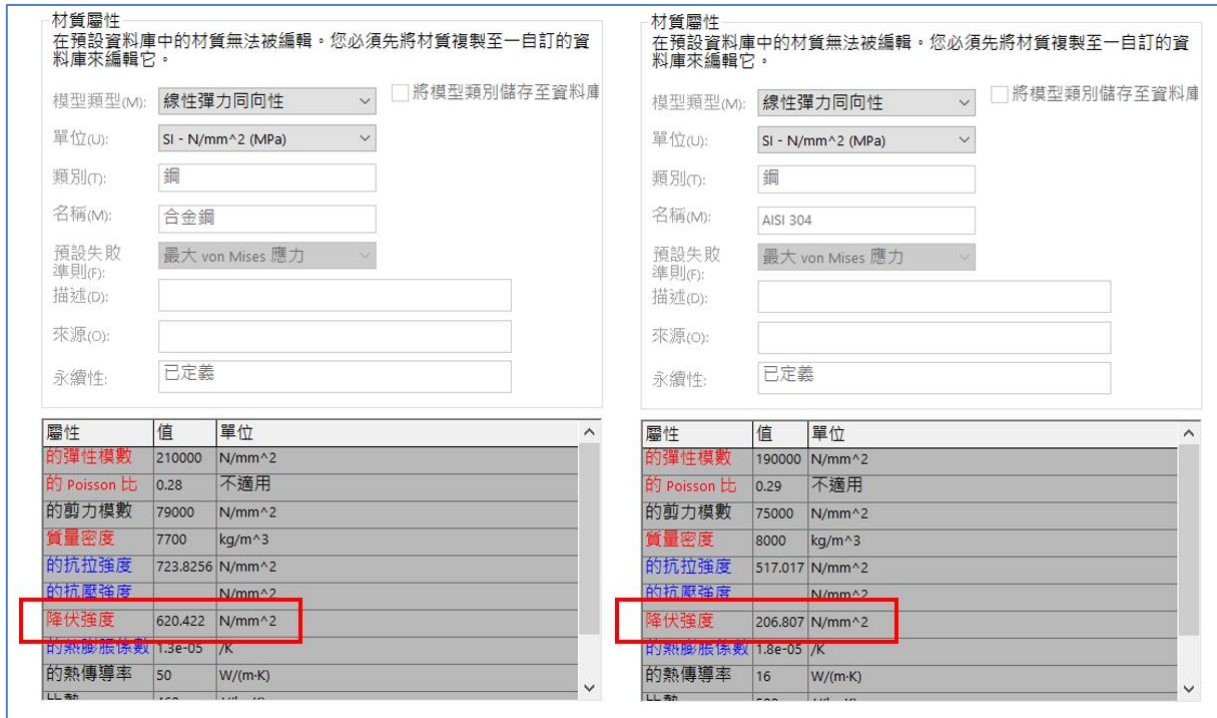 材質屬性
在預設資料庫中的材質無法被編輯。您必須先將材質複製至一自訂的資
料庫來編輯它。
模型類型(M): 線性彈力同向性 將模型類別儲存至資料庫
單位(U): SI - N/mm^2 (MPa)
類別(T): 鋼
名稱(M): 合金鋼
預設失敗 最大 von Mises 應力
準則(F):
描述(D):
來源(O):
永續性: 已定義
屬性 值 單位
的彈性模數 210000 N/mm^2
的 Poisson 比 0.28 不適用
的剪力模數 79000 N/mm^2
質量密度 7700 kg/m^3
的抗拉強度 723.8256 N/mm^2
的抗壓強度 N/mm^2
降伏強度 620.422 N/mm^2
的熱膨脹係數 1.3e-05 /K
的熱傳導率 50 W/(m·K)
材質屬性
在預設資料庫中的材質無法被編輯。您必須先將材質複製至一自訂的資
料庫來編輯它。
模型類型(M): 線性彈力同向性 將模型類別儲存至資料庫
單位(U): SI - N/mm^2 (MPa)
類別(T): 鋼
名稱(M): AISI 304
預設失敗 最大 von Mises 應力
準則(F):
描述(D):
來源(O):
永續性: 已定義
屬性 值 單位
的彈性模數 190000 N/mm^2
的 Poisson 比 0.29 不適用
的剪力模數 75000 N/mm^2
質量密度 8000 kg/m^3
的抗拉強度 517.017 N/mm^2
的抗壓強度 N/mm^2
降伏強度 206.807 N/mm^2
的熱膨脹係數 1.8e-05 /K
的熱傳導率 16 W/(m·K)